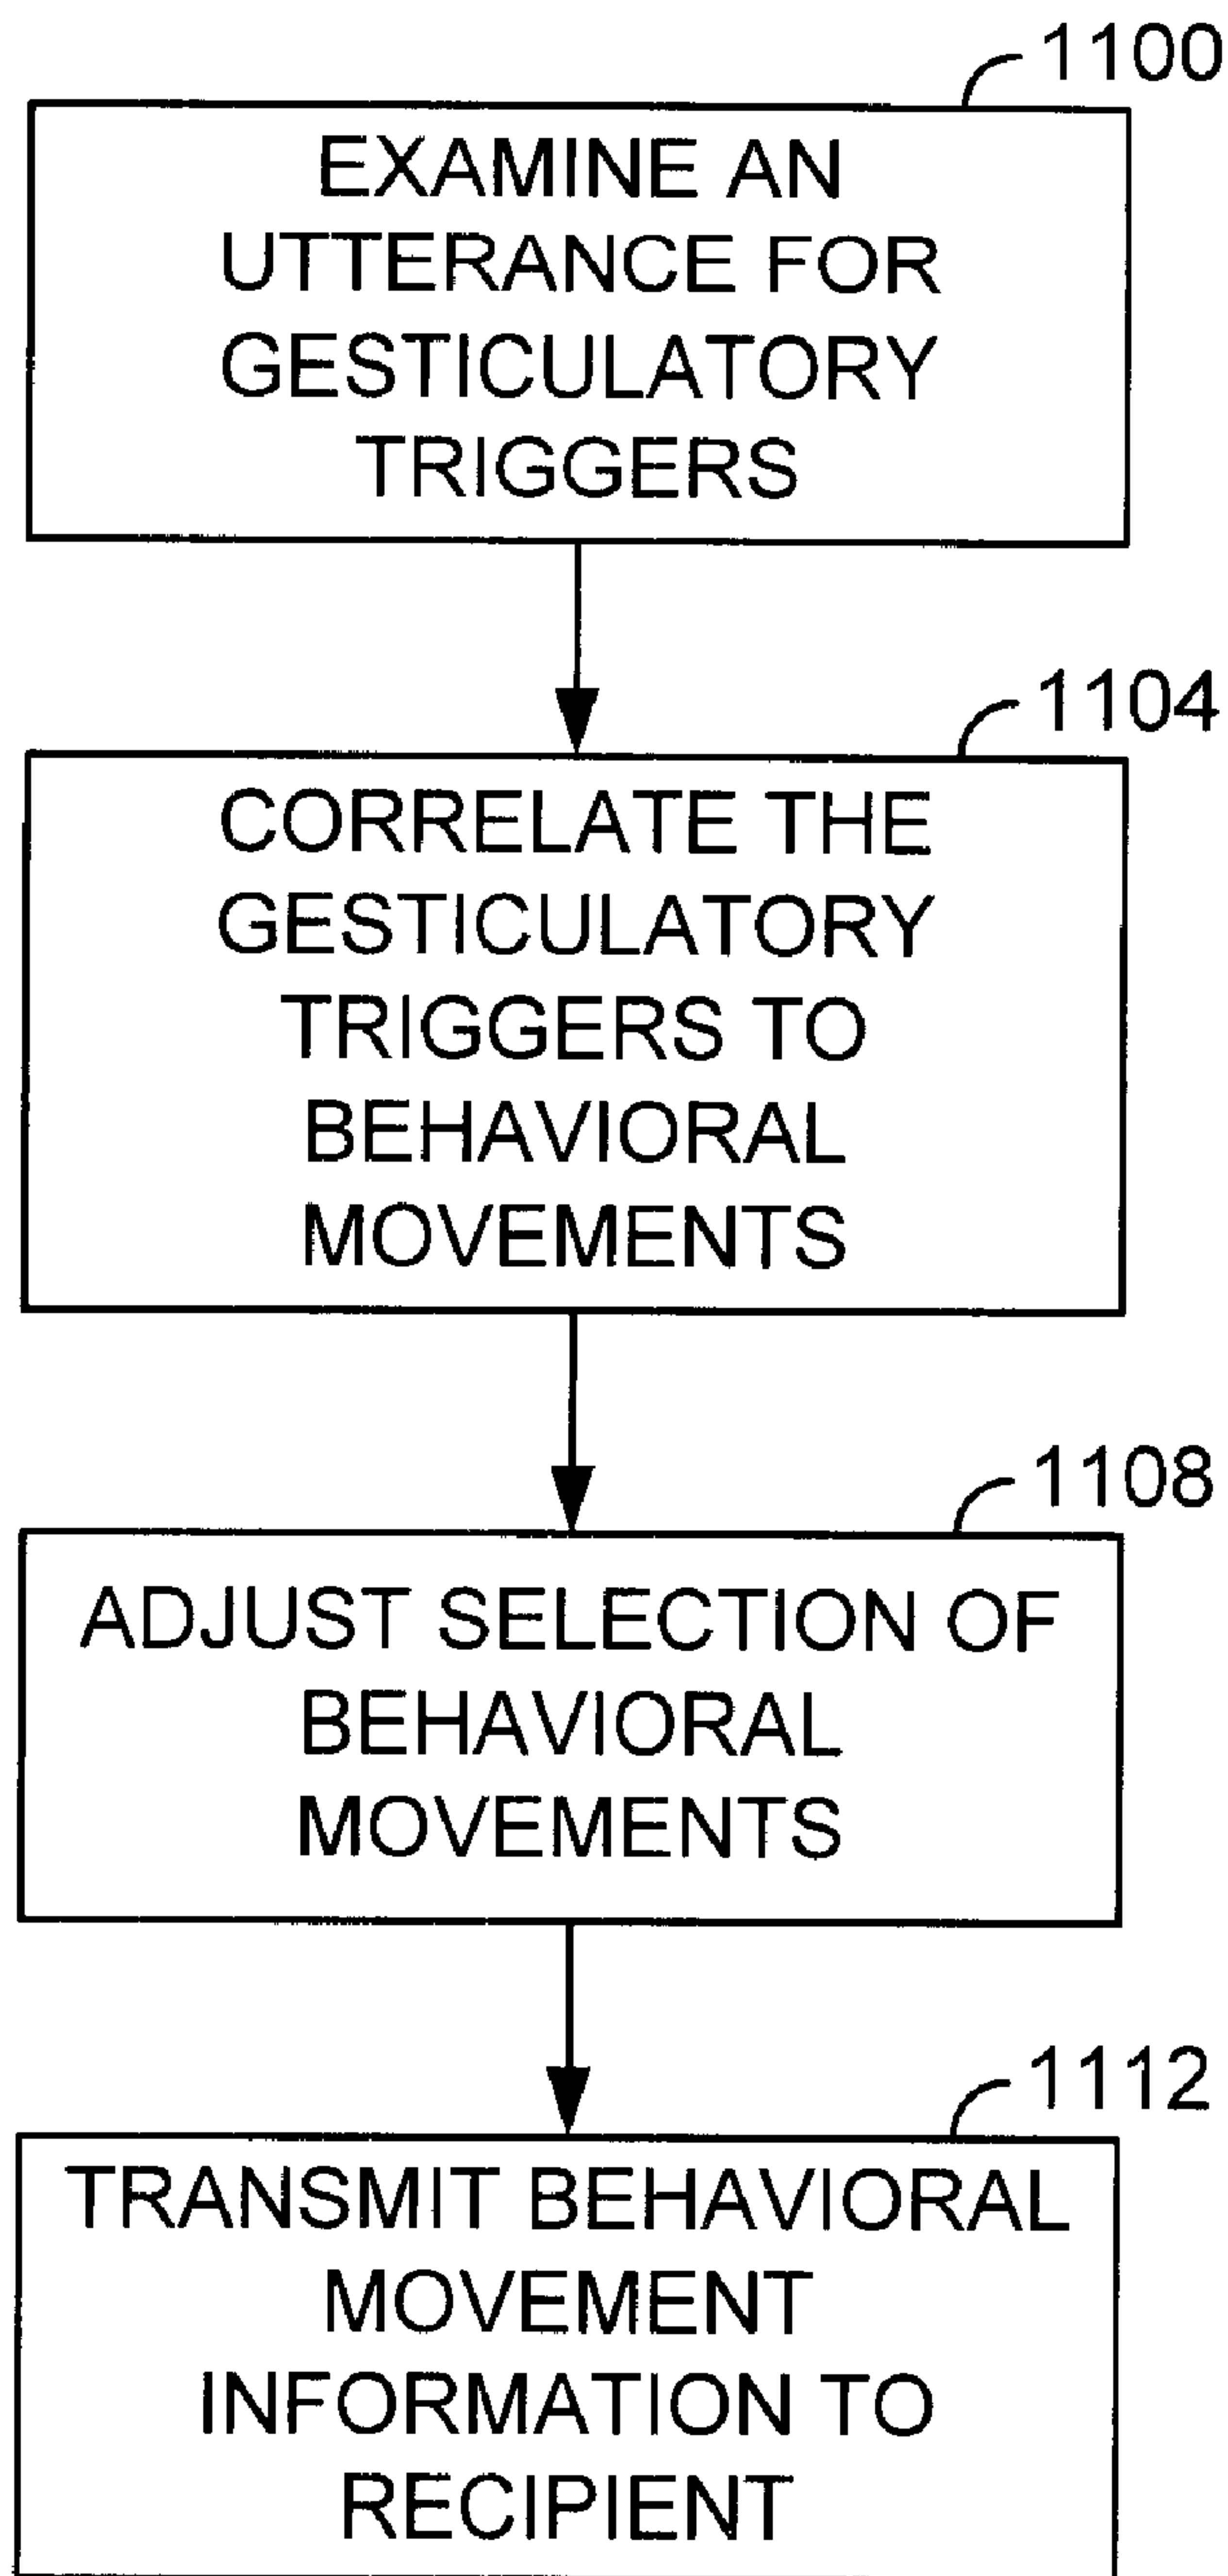 1100
EXAMINE AN
UTTERANCE FOR
GESTICULATORY
TRIGGERS
1104
CORRELATE THE
GESTICULATORY
TRIGGERS TO
BEHAVIORAL
MOVEMENTS
1108
ADJUST SELECTION OF
BEHAVIORAL
MOVEMENTS
1112
TRANSMIT BEHAVIORAL
MOVEMENT
INFORMATION TO
RECIPIENT